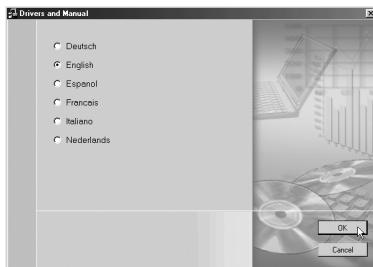 Drivers and Manual
Deutsch
English
Espanol
Francais
Italiano
Nederlands
OK
Cancel